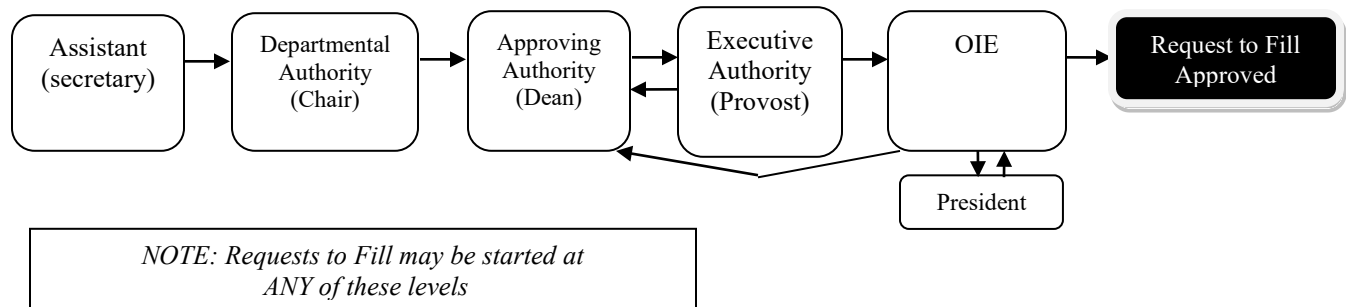 Assistant
(secretary)
Departmental
Authority
(Chair)
Approving
Authority
(Dean)
Executive
Authority
(Provost)
OIE
Request to Fill
Approved
President
NOTE: Requests to Fill may be started at
ANY of these levels